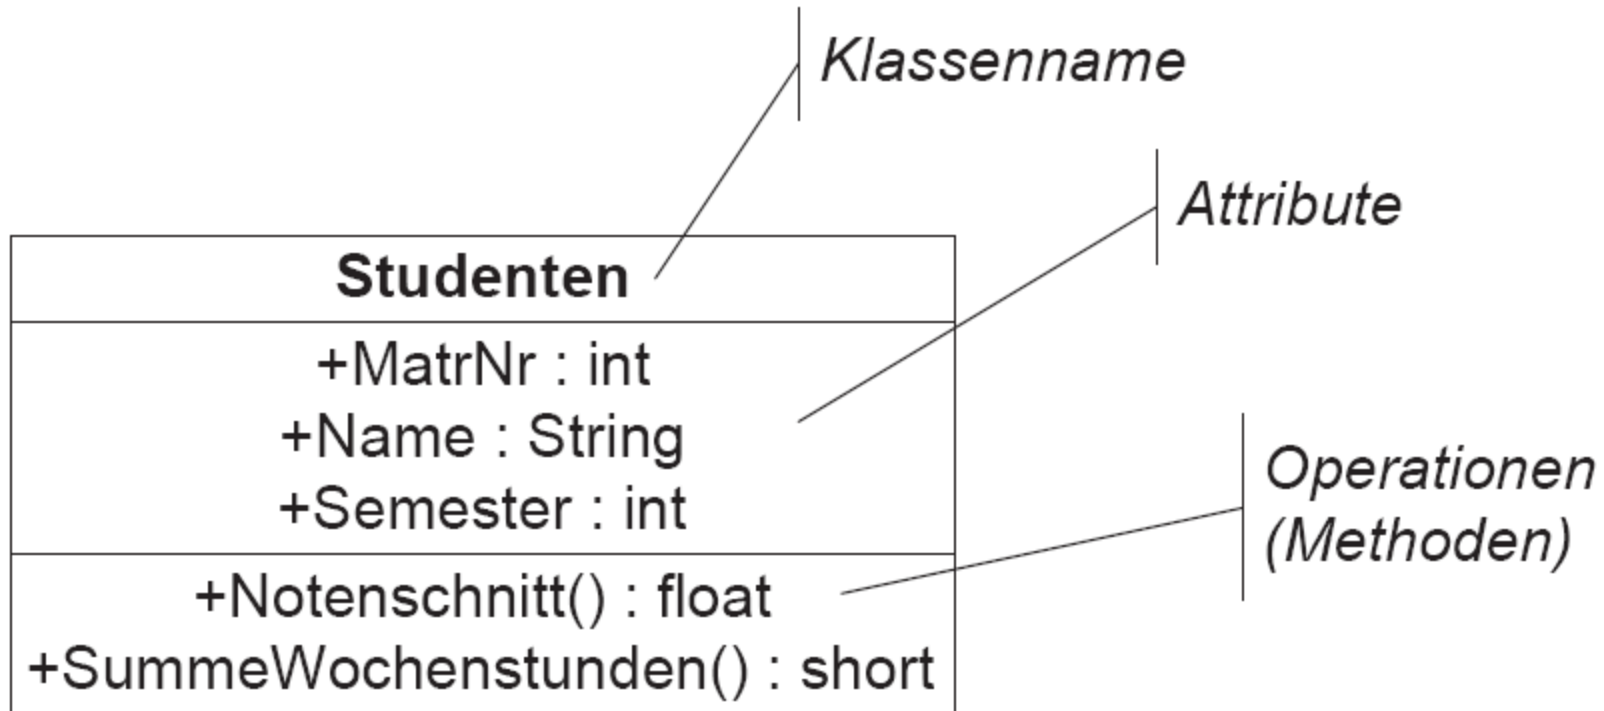 Klassenname
Attribute
Studenten
+MatrNr : int
+Name : String
+Semester : int
Operationen
(Methoden)
+Notenschnitt() : float
+SummeWochenstunden() : short